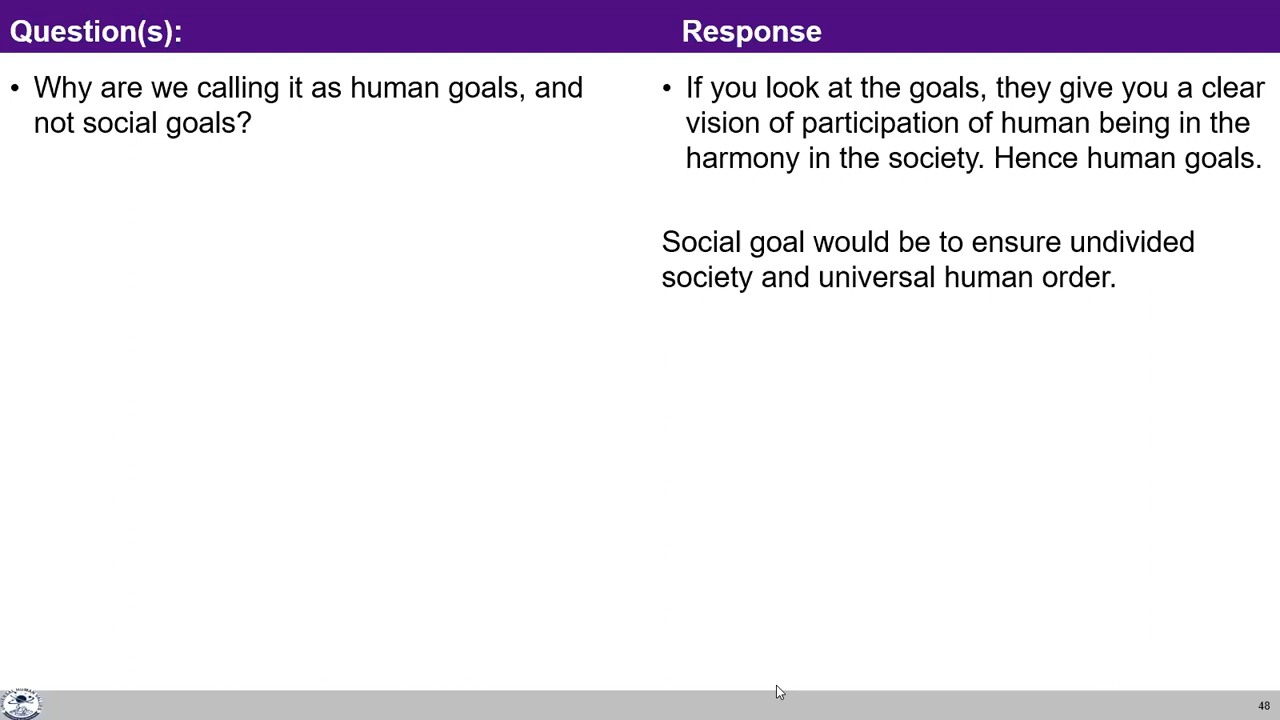 Question(s):
Response
• Why are we calling it as human goals, and
not social goals?
• If you look at the goals, they give you a clear
vision of participation of human being in the
harmony in the society. Hence human goals.
Social goal would be to ensure undivided
society and universal human order.
48